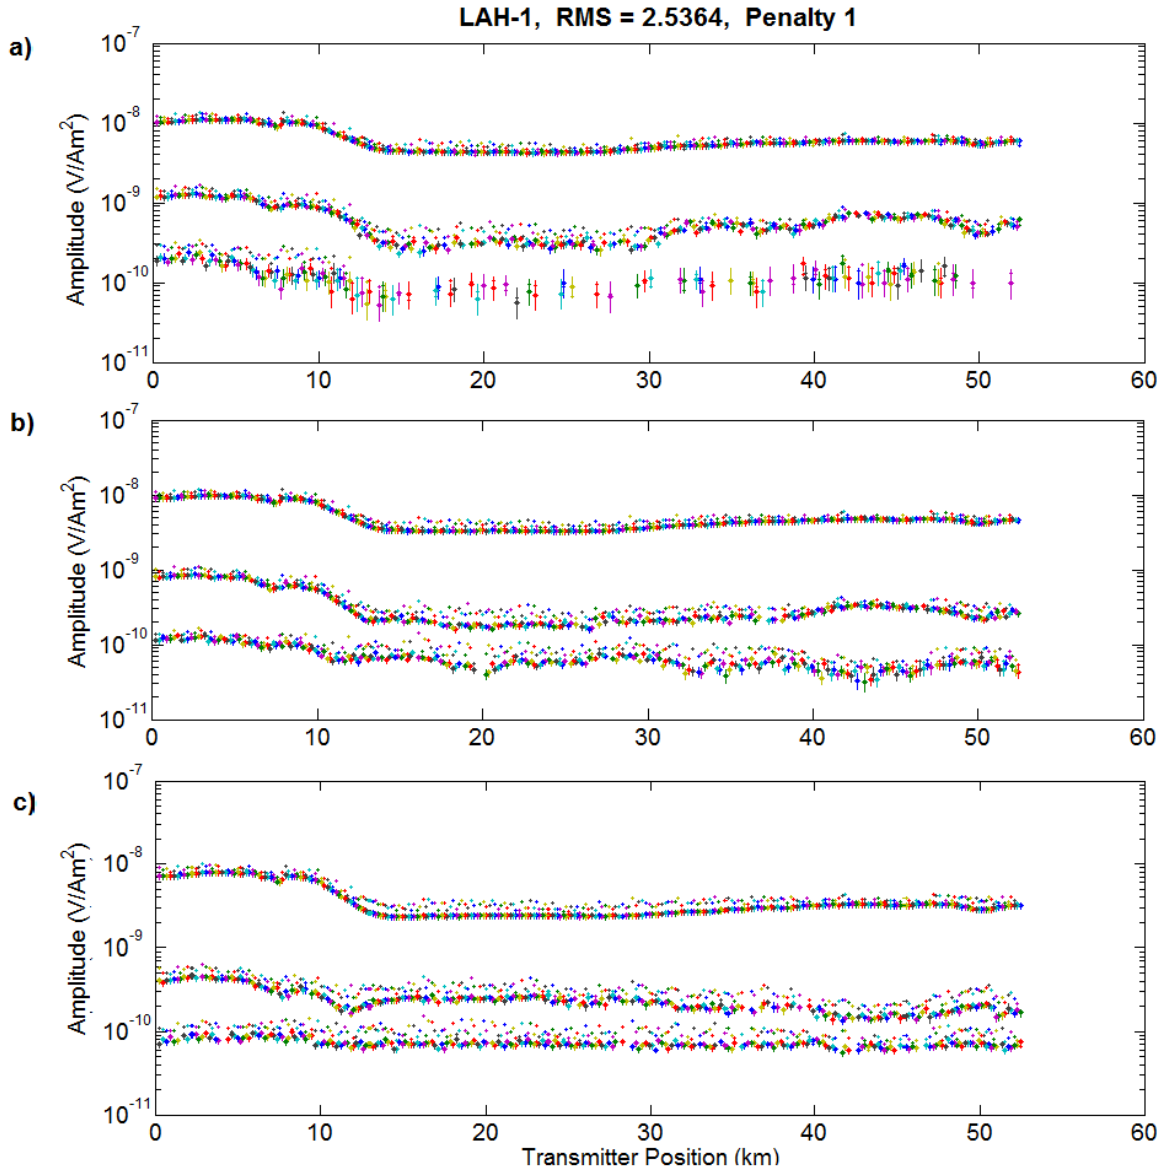 LAH-1, RMS = 2.5364, Penalty 1
a)
10^-7
10^-8
10^-9
10^-10
10^-11
Amplitude (V/Am^2)
0 10 20 30 40 50 60
b)
10^-7
10^-8
10^-9
10^-10
10^-11
Amplitude (V/Am^2)
0 10 20 30 40 50 60
c)
10^-7
10^-8
10^-9
10^-10
10^-11
Amplitude (V/Am^2)
0 10 20 30 40 50 60
Transmitter Position (km)